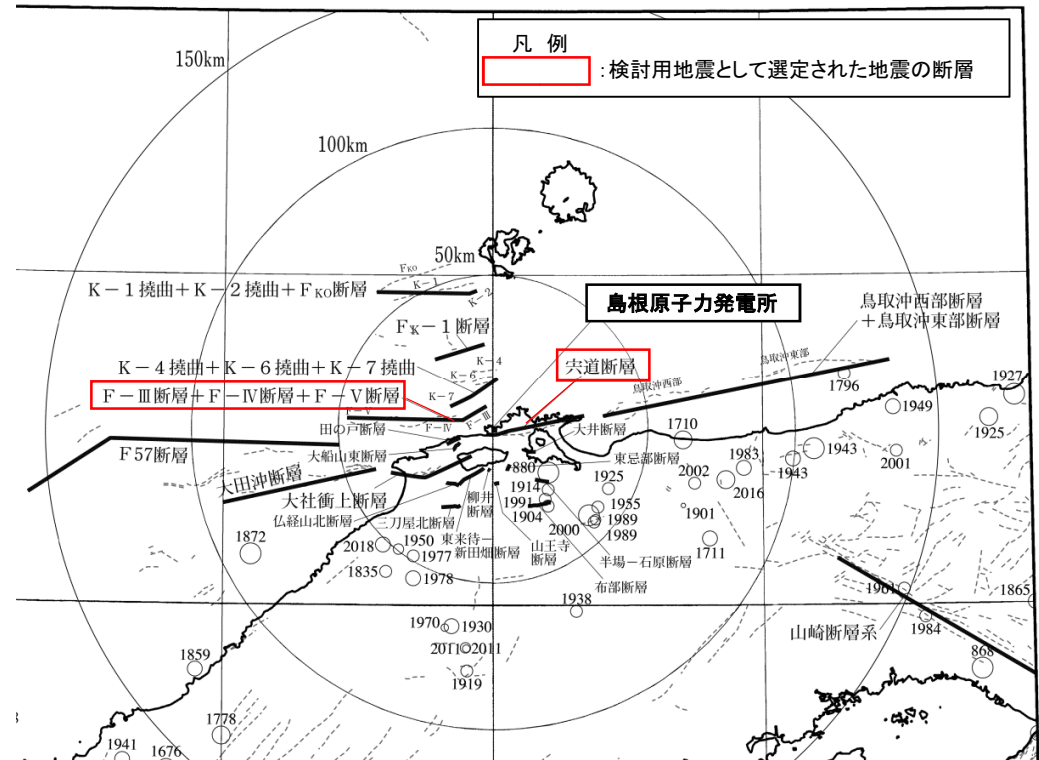 凡 例
：検討用地震として選定された地震の断層
150km
100km
50km
FKO
K－1
K－2
K－1撓曲＋K－2撓曲＋FKO断層
島根原子力発電所
鳥取沖西部断層
＋鳥取沖東部断層
FK－1断層
K－4
K－4撓曲＋K－6撓曲＋K－7撓曲
K－6
宍道断層
鳥取沖東部
1796
1927
F－Ⅲ断層＋F－Ⅳ断層＋F－Ⅴ断層
K－7
鳥取沖西部
1949
F－Ⅴ
F－Ⅲ
F－Ⅳ
1925
田の戸断層
大井断層
1710
F57断層
大船山東断層
東忌部断層
1983
1943
1943
2001
大田沖断層
880
2002
2016
大社衝上断層
1914
1925
柳井
断層
1991
1955
1901
仏経山北断層
1904
1989
三刀屋北断層
2000
1989
1872
2018
1950
東来待－
新田畑断層
山王寺
断層
半場－石原断層
1711
1977
1835
1978
布部断層
1961
1865
1938
1970
1930
山崎断層系
1984
2011
2011
868
1859
1919
1778
1941
1676